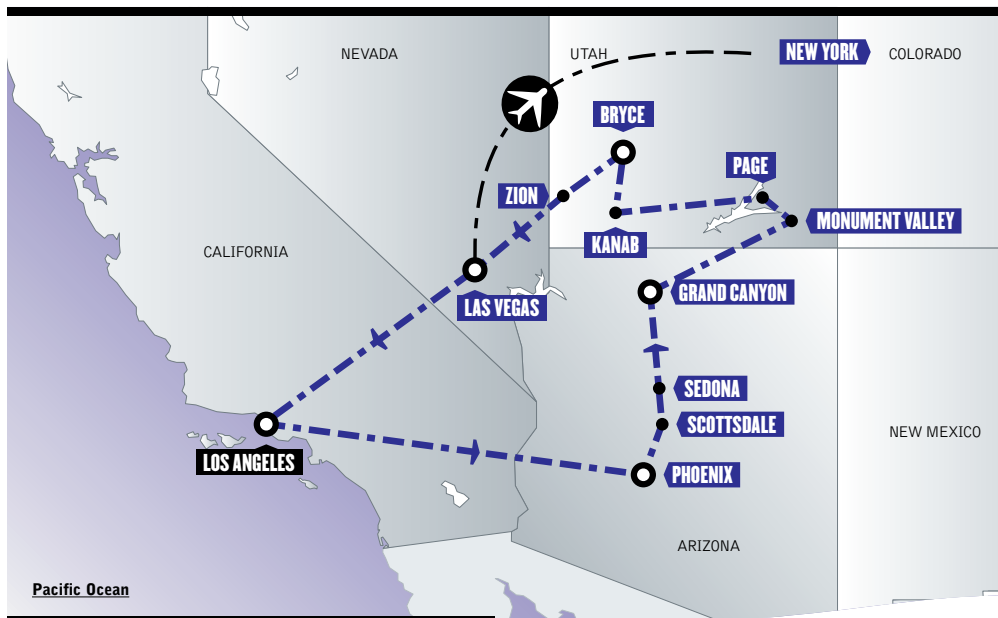 NEVADA
UTAH
NEW YORK
COLORADO
BRYCE
PAGE
ZION
MONUMENT VALLEY
KANAB
CALIFORNIA
GRAND CANYON
LAS VEGAS
SEDONA
SCOTTSDALE
NEW MEXICO
LOS ANGELES
PHOENIX
ARIZONA
Pacific Ocean